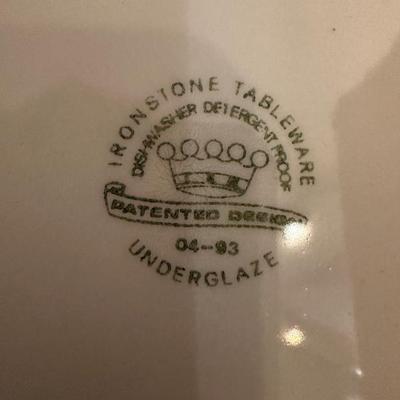 IRONSTONE TABLEWARE
DISHWASHER DETERGENT PROOF
PATENTED DESIGN
04-93
UNDERGLAZE